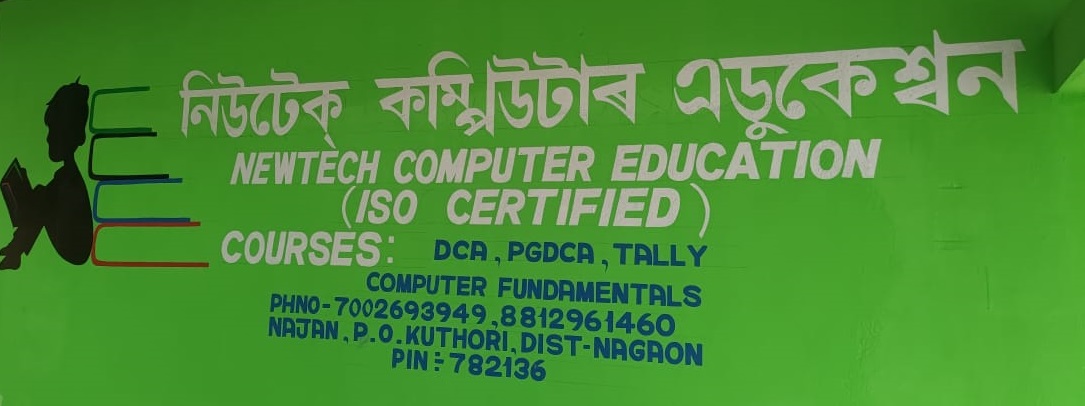 নিউটেক্ কম্পিউটাৰ এডুকেশ্বন
NEWTECH COMPUTER EDUCATION
(ISO CERTIFIED)
COURSES: DCA, PGDCA, TALLY
COMPUTER FUNDAMENTALS
PHNO-7002693949,8812961460
NAJAN, P.O. KUTHORI, DIST-NAGAON
PIN:-782136